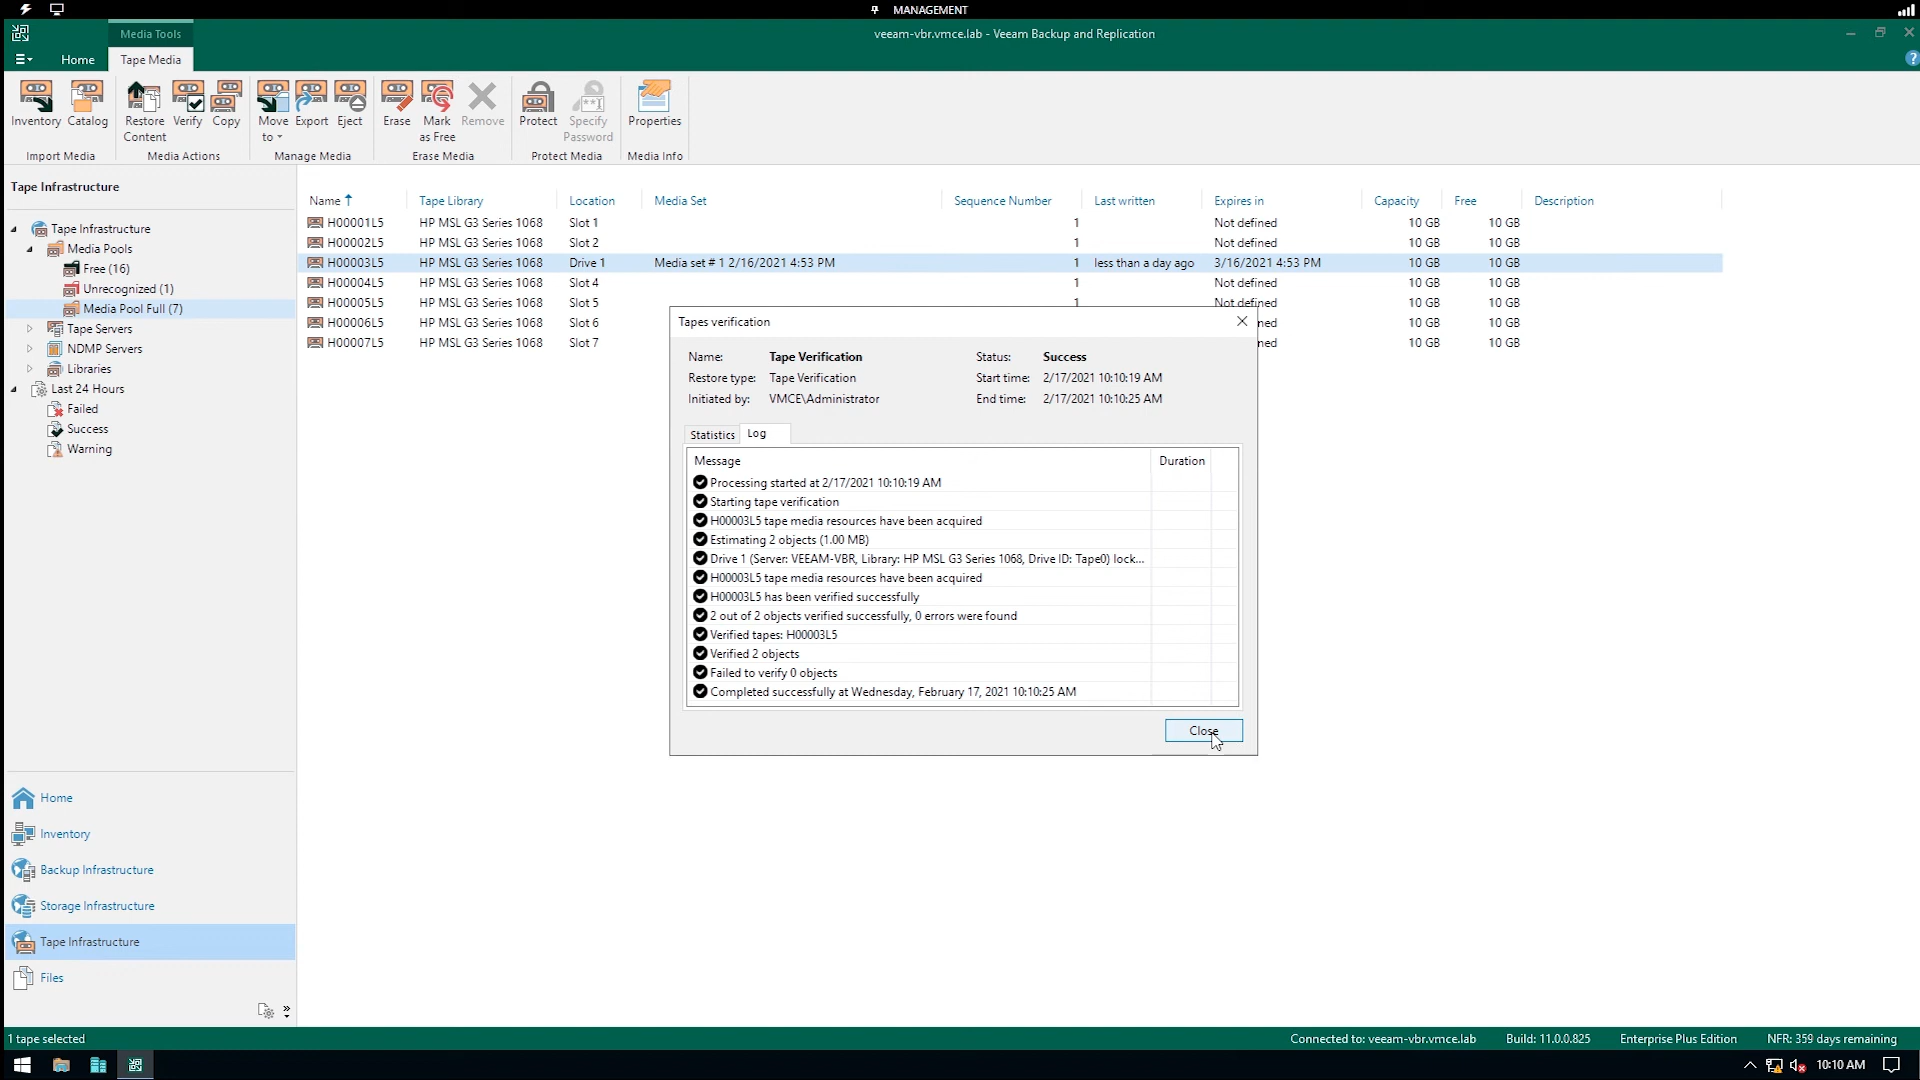 MANAGEMENT
Media Tools
veeam-vbr.vmce.lab - Veeam Backup and Replication
Home
Tape Media
Inventory
Catalog
Restore Content
Verify
Copy
Move to
Export
Eject
Erase
Mark as Free
Remove
Protect
Specify Password
Properties
Import Media
Media Actions
Manage Media
Erase Media
Protect Media
Media Info
Tape Infrastructure
Tape Infrastructure
Media Pools
Free (16)
Unrecognized (1)
Media Pool Full (7)
Tape Servers
NDMP Servers
Libraries
Last 24 Hours
Failed
Success
Warning
Name Tape Library Location Media Set Sequence Number Last written Expires in Capacity Free Description
H00001L5 HP MSL G3 Series 1068 Slot 1 1 Not defined 10 GB 10 GB
H00002L5 HP MSL G3 Series 1068 Slot 2 1 Not defined 10 GB 10 GB
H00003L5 HP MSL G3 Series 1068 Drive 1 Media set # 1 2/16/2021 4:53 PM 1 less than a day ago 3/16/2021 4:53 PM 10 GB 10 GB
H00004L5 HP MSL G3 Series 1068 Slot 4 1 Not defined 10 GB 10 GB
H00005L5 HP MSL G3 Series 1068 Slot 5 1 Not defined 10 GB 10 GB
H00006L5 HP MSL G3 Series 1068 Slot 6 ned 10 GB 10 GB
H00007L5 HP MSL G3 Series 1068 Slot 7 ned 10 GB 10 GB
Tapes verification
Name: Tape Verification Status: Success
Restore type: Tape Verification Start time: 2/17/2021 10:10:19 AM
Initiated by: VMCE\Administrator End time: 2/17/2021 10:10:25 AM
Statistics Log
Message Duration
Processing started at 2/17/2021 10:10:19 AM
Starting tape verification
H00003L5 tape media resources have been acquired
Estimating 2 objects (1.00 MB)
Drive 1 (Server: VEEAM-VBR, Library: HP MSL G3 Series 1068, Drive ID: Tape0) lock...
H00003L5 tape media resources have been acquired
H00003L5 has been verified successfully
2 out of 2 objects verified successfully, 0 errors were found
Verified tapes: H00003L5
Verified 2 objects
Failed to verify 0 objects
Completed successfully at Wednesday, February 17, 2021 10:10:25 AM
Close
Home
Inventory
Backup Infrastructure
Storage Infrastructure
Tape Infrastructure
Files
1 tape selected
Connected to: veeam-vbr.vmce.lab Build: 11.0.0.825 Enterprise Plus Edition NFR: 359 days remaining
10:10 AM